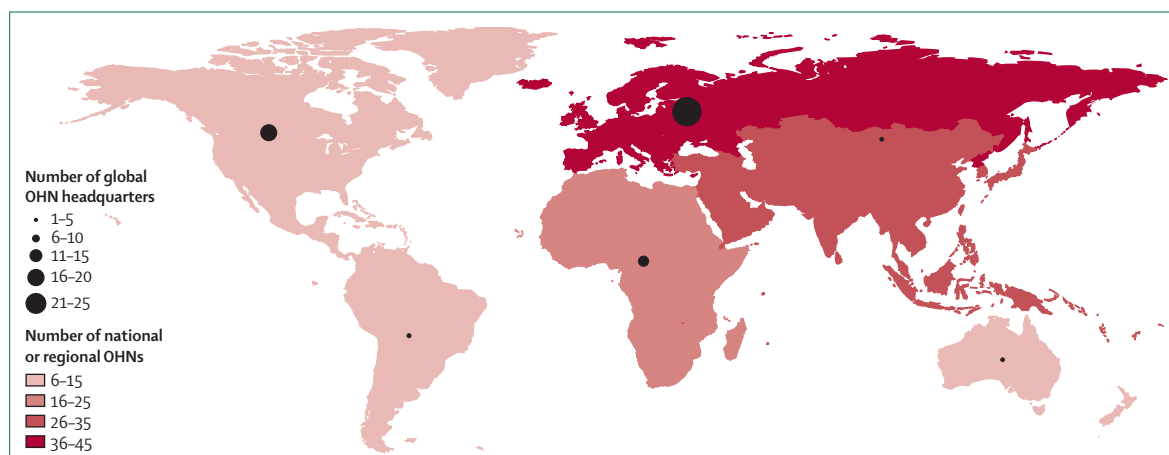 Number of global
OHN headquarters
1–5
6–10
11–15
16–20
21–25
Number of national
or regional OHNs
6–15
16–25
26–35
36–45